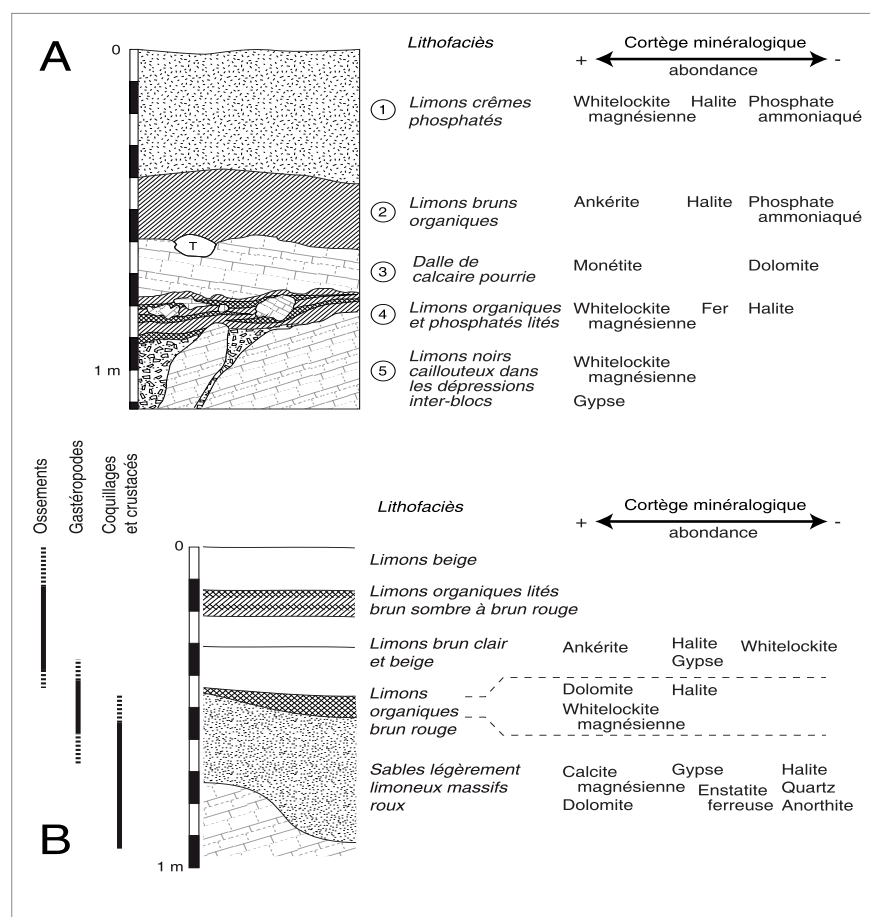 A
0
Lithofaciès
Cortège minéralogique
+ -
abondance
1 Limons crêmes
phosphatés
Whitelockite Halite Phosphate
magnésienne ammoniaqué
2 Limons bruns
organiques
Ankérite Halite Phosphate
ammoniaqué
T
3 Dalle de
calcaire pourrie
Monétite Dolomite
4 Limons organiques
et phosphatés lités
Whitelockite Fer Halite
magnésienne
1 m
5 Limons noirs
caillouteux dans
les dépressions
inter-blocs
Whitelockite
magnésienne
Gypse
Ossements
Gastéropodes
Coquillages
et crustacés
Lithofaciès
Cortège minéralogique
+ -
abondance
0
Limons beige
Limons organiques lités
brun sombre à brun rouge
Limons brun clair
et beige
Ankérite Halite Whitelockite
Gypse
Limons
organiques
brun rouge
Dolomite Halite
Whitelockite
magnésienne
Sables légèrement
limoneux massifs
roux
Calcite Gypse Halite
magnésienne Enstatite Quartz
Dolomite ferreuse Anorthite
B
1 m